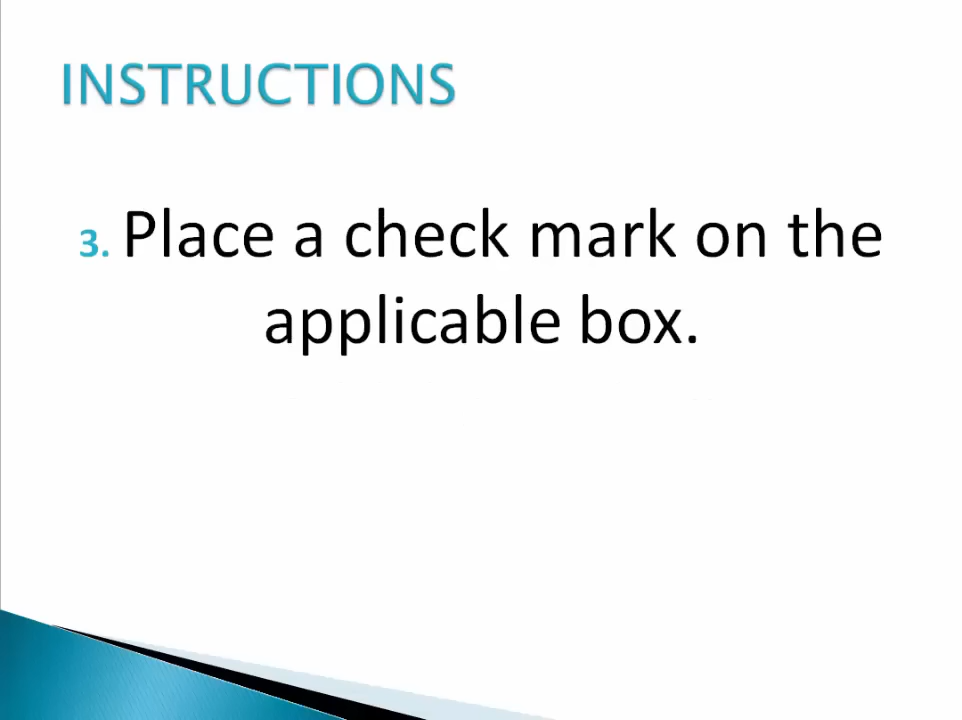 INSTRUCTIONS
3. Place a check mark on the
applicable box.